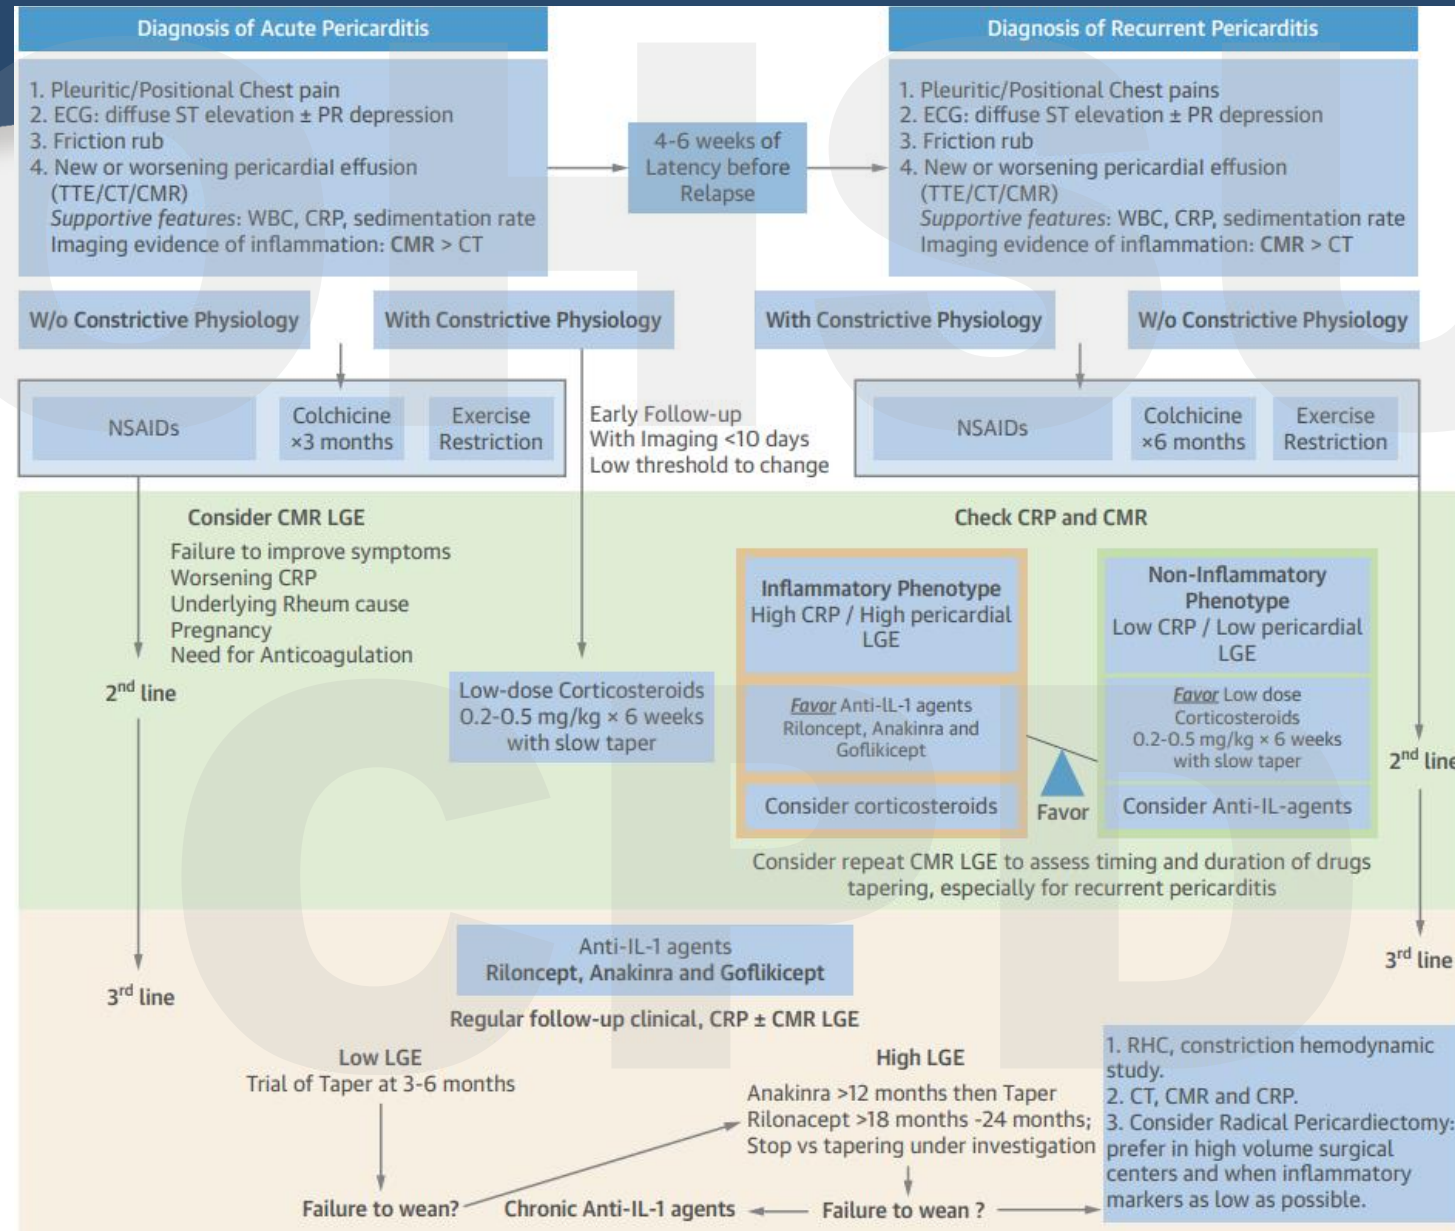 Diagnosis of Acute Pericarditis
1. Pleuritic/Positional Chest pain
2. ECG: diffuse ST elevation ± PR depression
3. Friction rub
4. New or worsening pericardial effusion
(TTE/CT/CMR)
Supportive features: WBC, CRP, sedimentation rate
Imaging evidence of inflammation: CMR > CT
4-6 weeks of
Latency before
Relapse
Diagnosis of Recurrent Pericarditis
1. Pleuritic/Positional Chest pains
2. ECG: diffuse ST elevation ± PR depression
3. Friction rub
4. New or worsening pericardial effusion
(TTE/CT/CMR)
Supportive features: WBC, CRP, sedimentation rate
Imaging evidence of inflammation: CMR > CT
W/o Constrictive Physiology
With Constrictive Physiology
With Constrictive Physiology
W/o Constrictive Physiology
NSAIDs
Colchicine
×3 months
Exercise
Restriction
Early Follow-up
With Imaging <10 days
Low threshold to change
NSAIDs
Colchicine
×6 months
Exercise
Restriction
Consider CMR LGE
Failure to improve symptoms
Worsening CRP
Underlying Rheum cause
Pregnancy
Need for Anticoagulation
2nd line
Low-dose Corticosteroids
0.2-0.5 mg/kg × 6 weeks
with slow taper
Check CRP and CMR
Inflammatory Phenotype
High CRP / High pericardial
LGE
Favor Anti-IL-1 agents
Riloncept, Anakinra and
Goflikicept
Consider corticosteroids
Favor
Non-Inflammatory
Phenotype
Low CRP / Low pericardial
LGE
Favor Low dose
Corticosteroids
0.2-0.5 mg/kg × 6 weeks
with slow taper
Consider Anti-IL-agents
2nd line
Consider repeat CMR LGE to assess timing and duration of drugs
tapering, especially for recurrent pericarditis
3rd line
Anti-IL-1 agents
Riloncept, Anakinra and Goflikicept
3rd line
Regular follow-up clinical, CRP ± CMR LGE
Low LGE
Trial of Taper at 3-6 months
Failure to wean?
High LGE
Anakinra >12 months then Taper
Rilonacept >18 months -24 months;
Stop vs tapering under investigation
Chronic Anti-IL-1 agents
Failure to wean ?
1. RHC, constriction hemodynamic
study.
2. CT, CMR and CRP.
3. Consider Radical Pericardiectomy:
prefer in high volume surgical
centers and when inflammatory
markers as low as possible.
OHSU
CPD